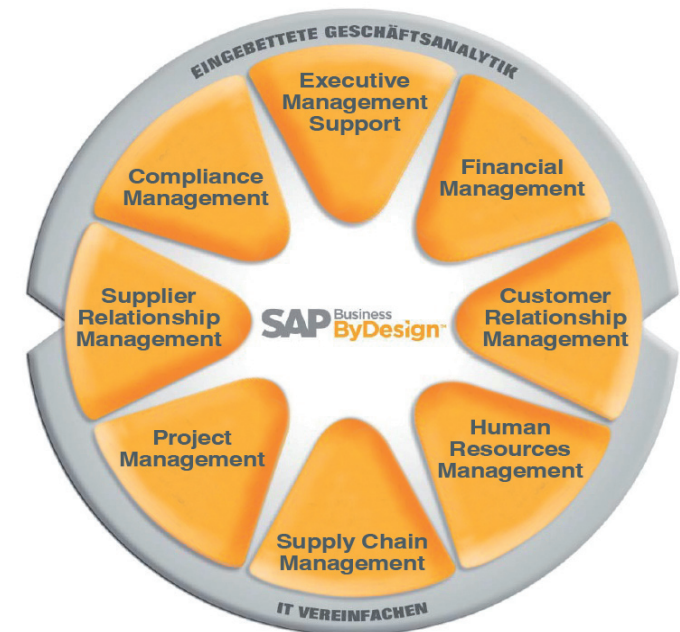 EINGEBETTETE GESCHÄFTSANALYTIK
Executive
Management
Support
Financial
Management
Customer
Relationship
Management
Human
Resources
Management
Supply Chain
Management
Project
Management
Supplier
Relationship
Management
Compliance
Management
SAP Business
ByDesign™
IT VEREINFACHEN